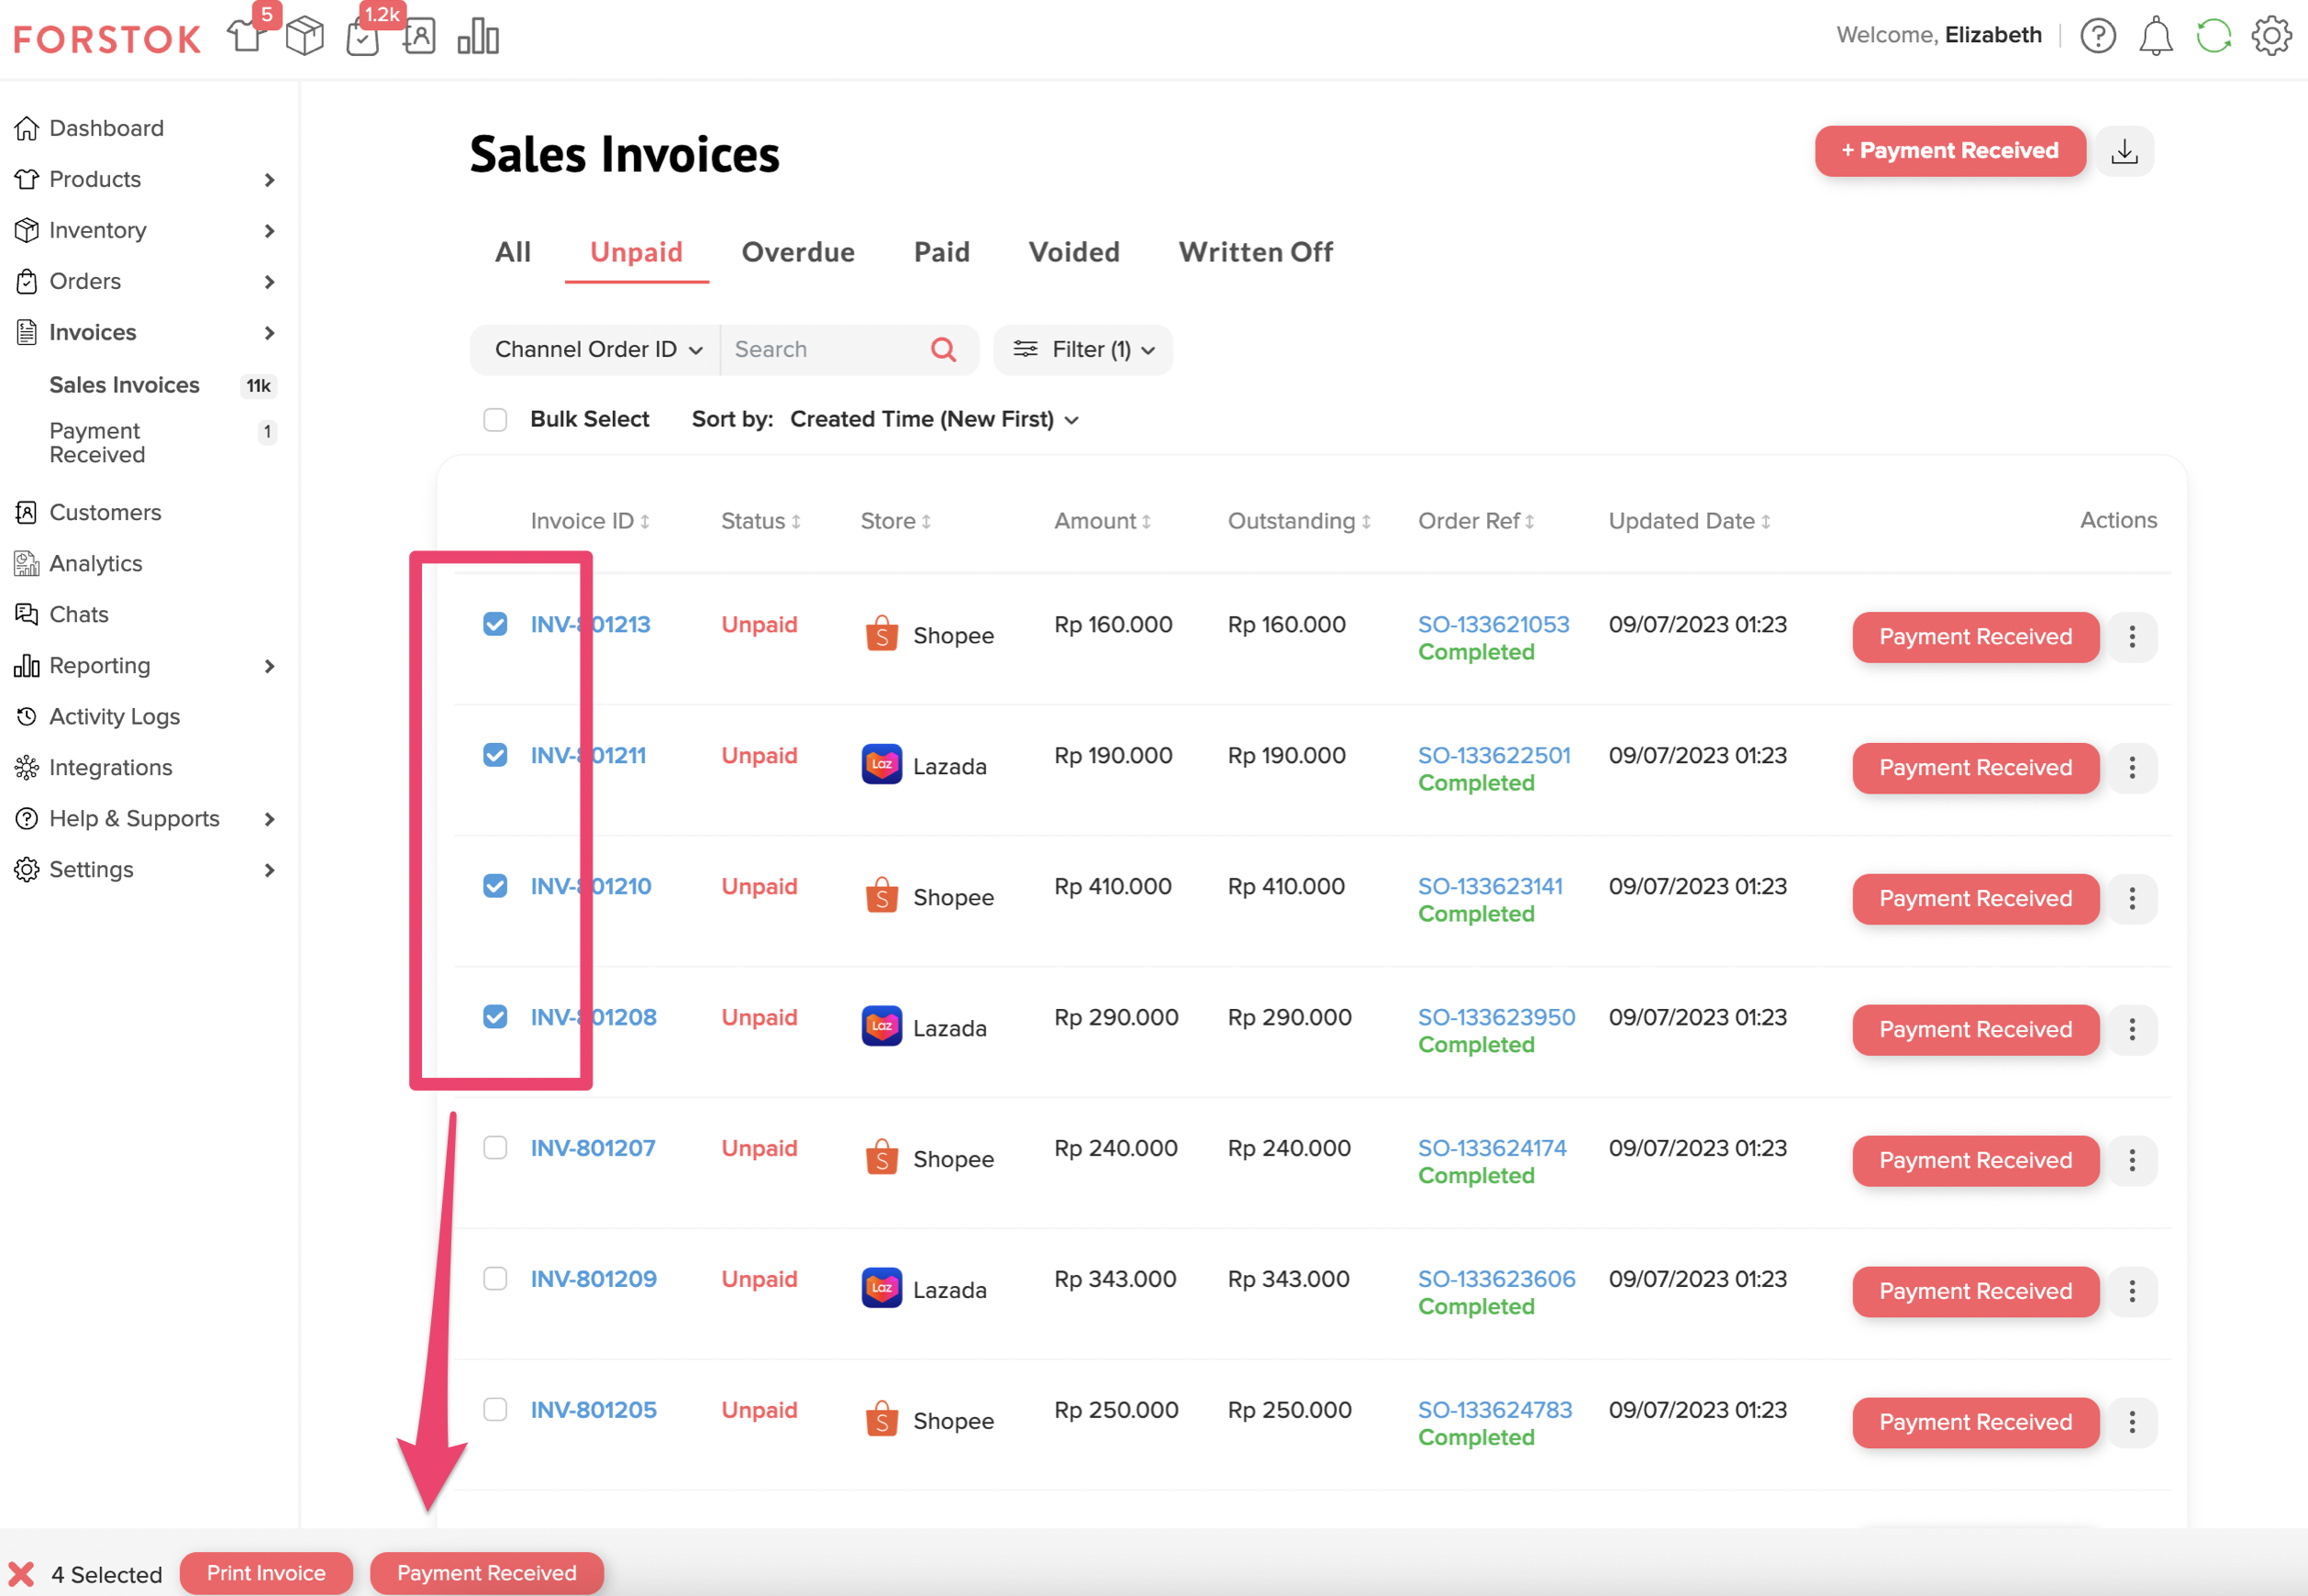 FORSTOK
5
1.2k
Welcome, Elizabeth
Dashboard
Products
Inventory
Orders
Invoices
Sales Invoices 11k
Payment Received 1
Customers
Analytics
Chats
Reporting
Activity Logs
Integrations
Help & Supports
Settings
Sales Invoices
+ Payment Received
All Unpaid Overdue Paid Voided Written Off
Channel Order ID Search Filter (1)
Bulk Select Sort by: Created Time (New First)
Invoice ID Status Store Amount Outstanding Order Ref Updated Date Actions
INV-801213 Unpaid Shopee Rp 160.000 Rp 160.000 SO-133621053 09/07/2023 01:23 Payment Received
Completed
INV-801211 Unpaid Lazada Rp 190.000 Rp 190.000 SO-133622501 09/07/2023 01:23 Payment Received
Completed
INV-801210 Unpaid Shopee Rp 410.000 Rp 410.000 SO-133623141 09/07/2023 01:23 Payment Received
Completed
INV-801208 Unpaid Lazada Rp 290.000 Rp 290.000 SO-133623950 09/07/2023 01:23 Payment Received
Completed
INV-801207 Unpaid Shopee Rp 240.000 Rp 240.000 SO-133624174 09/07/2023 01:23 Payment Received
Completed
INV-801209 Unpaid Lazada Rp 343.000 Rp 343.000 SO-133623606 09/07/2023 01:23 Payment Received
Completed
INV-801205 Unpaid Shopee Rp 250.000 Rp 250.000 SO-133624783 09/07/2023 01:23 Payment Received
Completed
4 Selected Print Invoice Payment Received